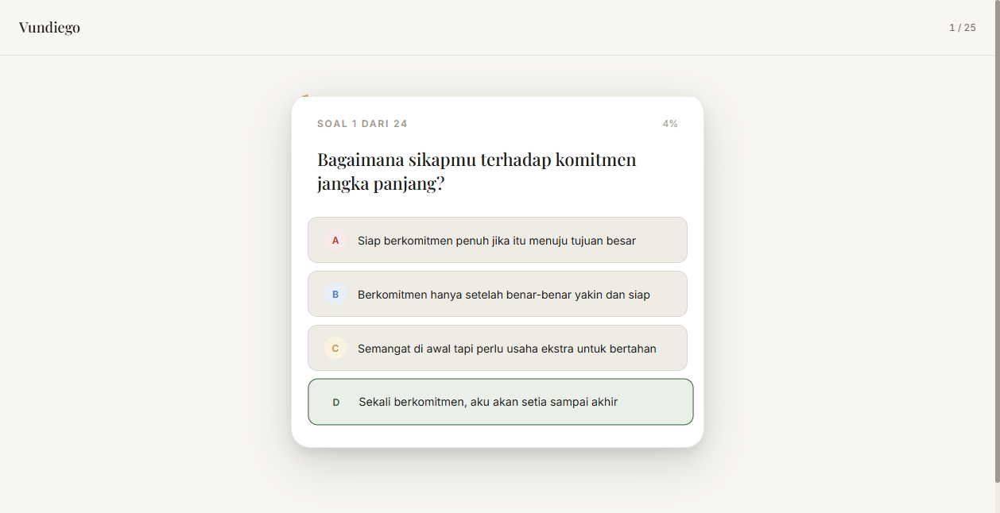 Vundiego
1 / 25
SOAL 1 DARI 24
4%
Bagaimana sikapmu terhadap komitmen
jangka panjang?
A Siap berkomitmen penuh jika itu menuju tujuan besar
B Berkomitmen hanya setelah benar-benar yakin dan siap
C Semangat di awal tapi perlu usaha ekstra untuk bertahan
D Sekali berkomitmen, aku akan setia sampai akhir